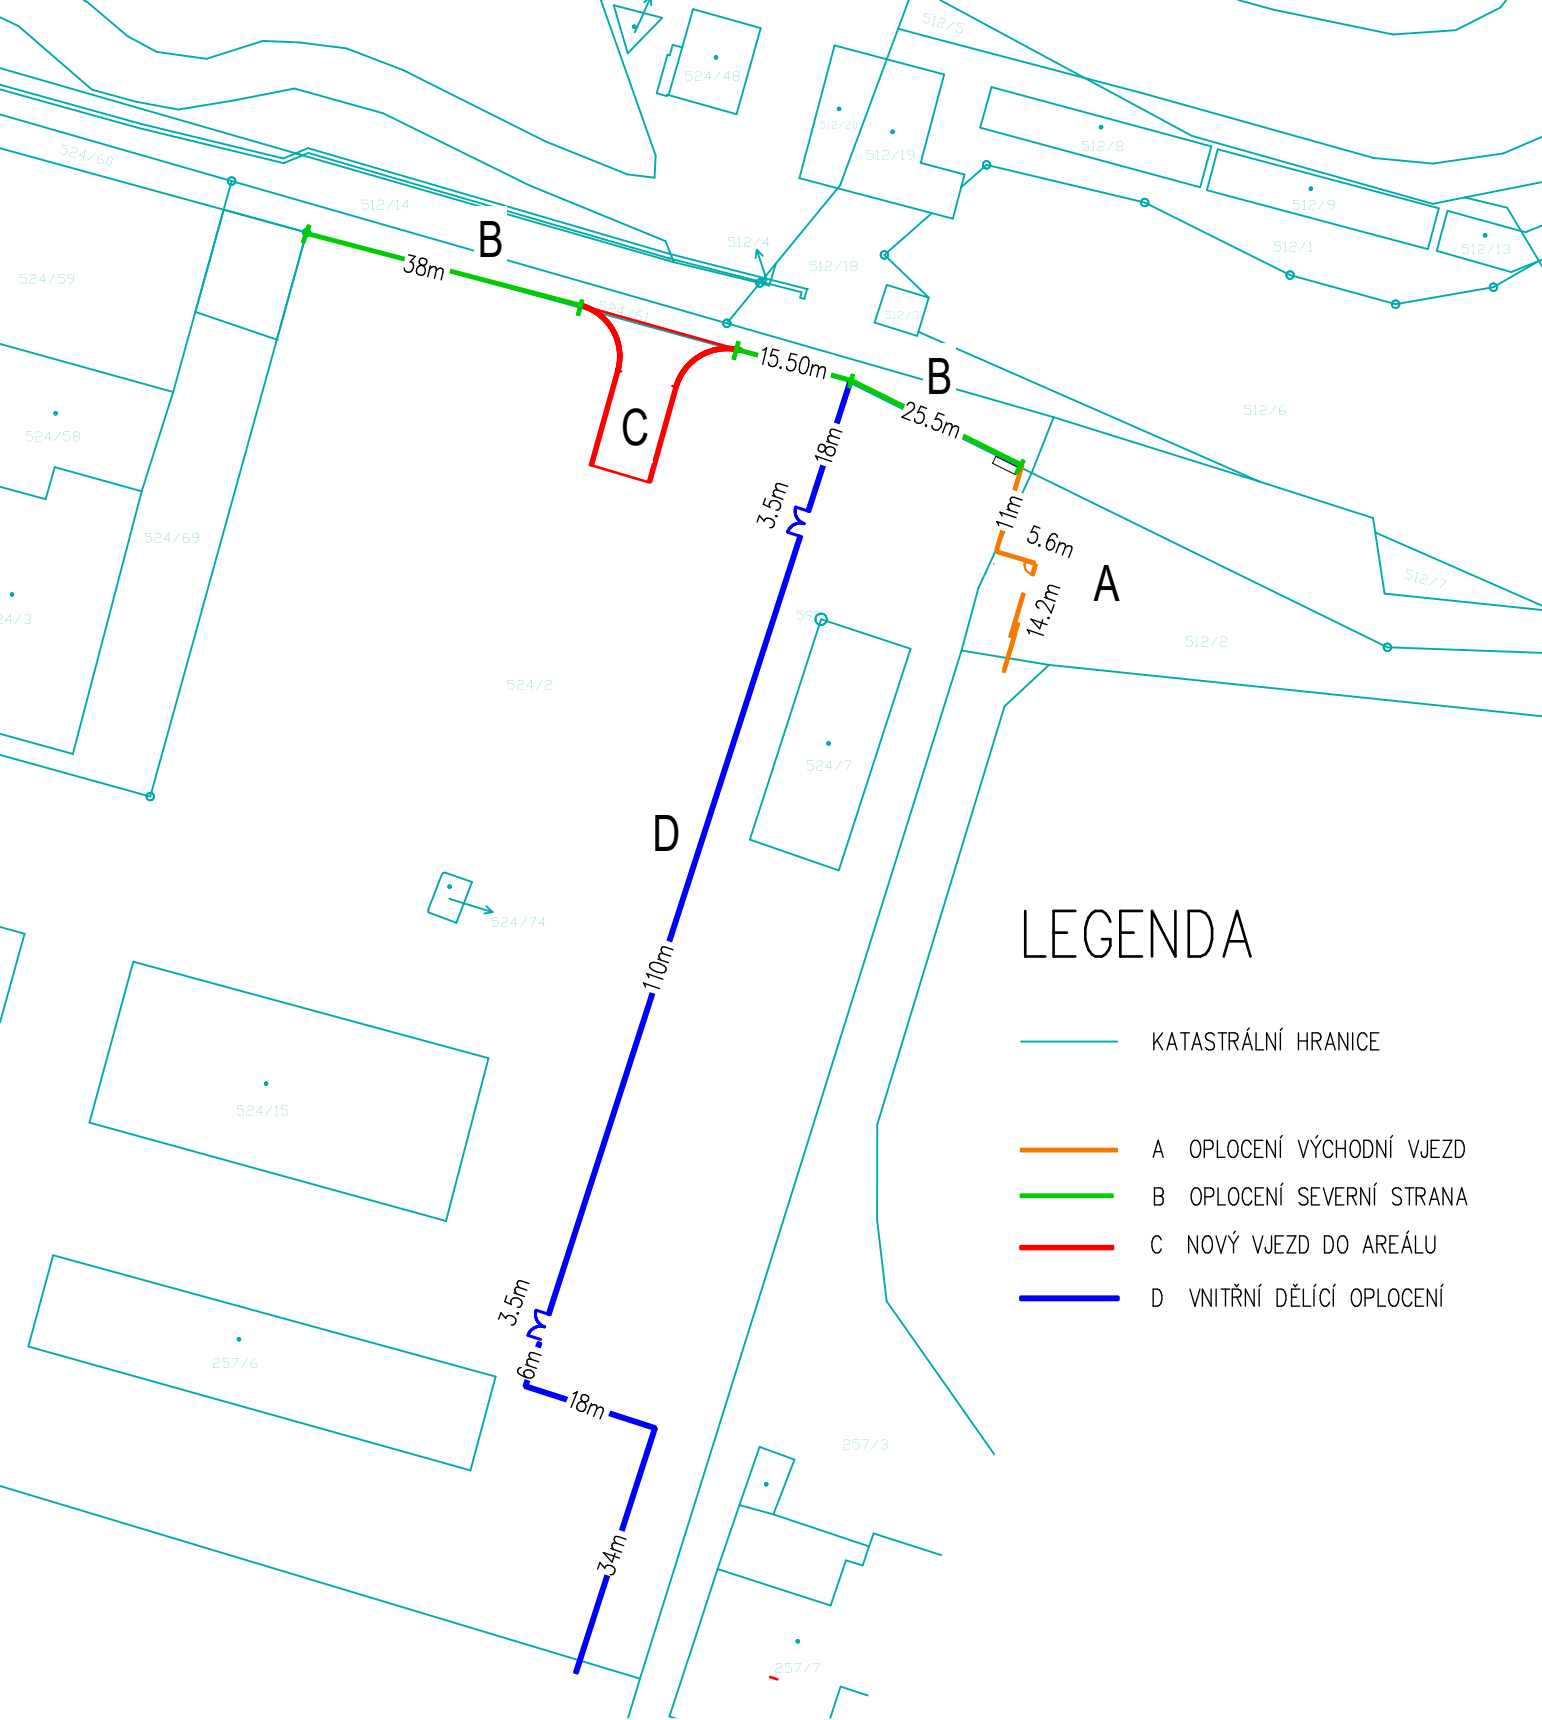 512/5
524/48
512/20
512/19
512/8
524/60
512/14
512/9
B
512/4
512/1
512/13
38m
512/18
524/59
524/61
512/3
15.50m
B
25.5m
512/6
C
18m
524/58
3.5m
11m
5.6m
524/69
A
512/7
14.2m
24/3
512/2
524/2
524/7
D
524/74
LEGENDA
110m
KATASTRÁLNÍ HRANICE
524/15
A OPLOCENÍ VÝCHODNÍ VJEZD
B OPLOCENÍ SEVERNÍ STRANA
C NOVÝ VJEZD DO AREÁLU
D VNITŘNÍ DĚLÍCÍ OPLOCENÍ
3.5m
257/6
6m
18m
257/3
34m
257/7